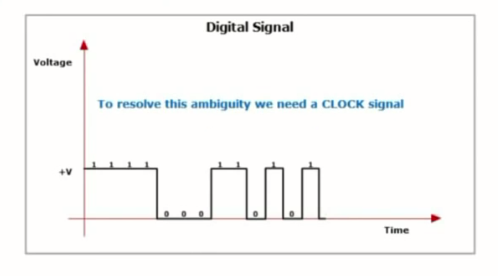 Digital Signal
Voltage
To resolve this ambiguity we need a CLOCK signal
1 1 1 1 1 1 1 1
+V
0 0 0 0 0
Time